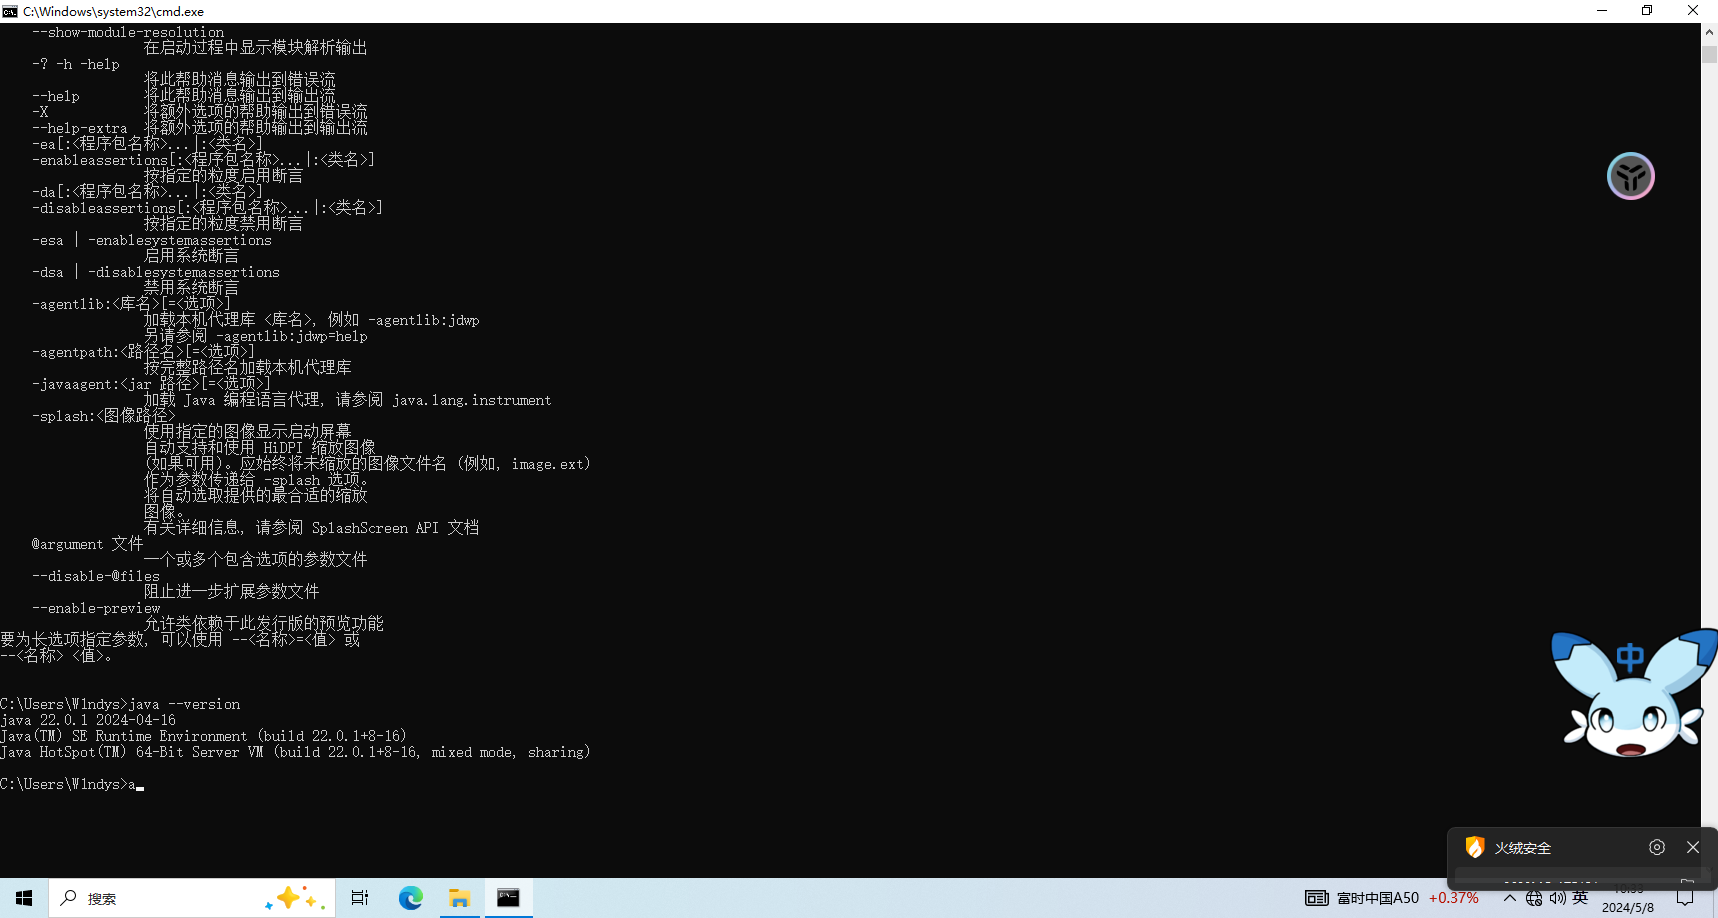 C:\Windows\system32\cmd.exe
--show-module-resolution
在启动过程中显示模块解析输出
-? -h -help
将此帮助消息输出到错误流
--help 将此帮助消息输出到输出流
-X 将额外选项的帮助输出到错误流
--help-extra 将额外选项的帮助输出到输出流
-ea[:<程序包名称>...|:<类名>]
-enableassertions[:<程序包名称>...|:<类名>]
按指定的粒度启用断言
-da[:<程序包名称>...|:<类名>]
-disableassertions[:<程序包名称>...|:<类名>]
按指定的粒度禁用断言
-esa | -enablesystemassertions
启用系统断言
-dsa | -disablesystemassertions
禁用系统断言
-agentlib:<库名>[=<选项>]
加载本机代理库 <库名>, 例如 -agentlib:jdwp
另请参阅 -agentlib:jdwp=help
-agentpath:<路径名>[=<选项>]
按完整路径名加载本机代理库
-javaagent:<jar 路径>[=<选项>]
加载 Java 编程语言代理, 请参阅 java.lang.instrument
-splash:<图像路径>
使用指定的图像显示启动屏幕
自动支持和使用 HiDPI 缩放图像
(如果可用)。应始终将未缩放的图像文件名 (例如, image.ext)
作为参数传递给 -splash 选项。
将自动选取提供的最合适的缩放
图像。
有关详细信息, 请参阅 SplashScreen API 文档
@argument 文件
一个或多个包含选项的参数文件
--disable-@files
阻止进一步扩展参数文件
--enable-preview
允许类依赖于此发行版的预览功能
要为长选项指定参数, 可以使用 --<名称>=<值> 或
--<名称> <值>。
C:\Users\W1ndys>java --version
java 22.0.1 2024-04-16
Java(TM) SE Runtime Environment (build 22.0.1+8-16)
Java HotSpot(TM) 64-Bit Server VM (build 22.0.1+8-16, mixed mode, sharing)
C:\Users\W1ndys>a
中
火绒安全
搜索
富时中国A50 +0.37%
英
2024/5/8